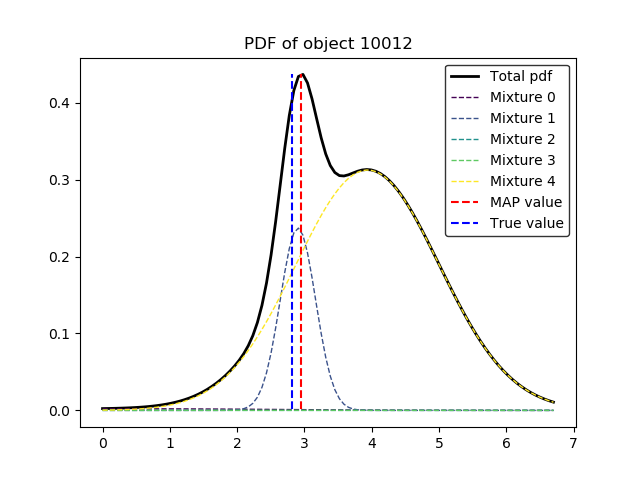 PDF of object 10012
Total pdf
Mixture 0
Mixture 1
Mixture 2
Mixture 3
Mixture 4
MAP value
True value
0.4
0.3
0.2
0.1
0.0
0 1 2 3 4 5 6 7